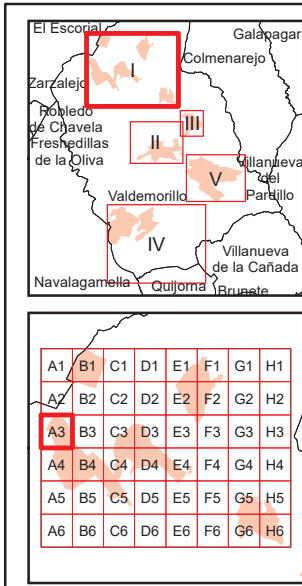 El Escorial
Galapagar
I
Colmenarejo
Zarzalejo
Robledo
de Chavela
III
Fresnedillas
de la Oliva
II
Villanueva
del
Pardillo
V
Valdemorillo
IV
Villanueva
de la Cañada
Navalagamella
Quijorna
Brunete
A1 B1 C1 D1 E1 F1 G1 H1
A2 B2 C2 D2 E2 F2 G2 H2
A3 B3 C3 D3 E3 F3 G3 H3
A4 B4 C4 D4 E4 F4 G4 H4
A5 B5 C5 D5 E5 F5 G5 H5
A6 B6 C6 D6 E6 F6 G6 H6